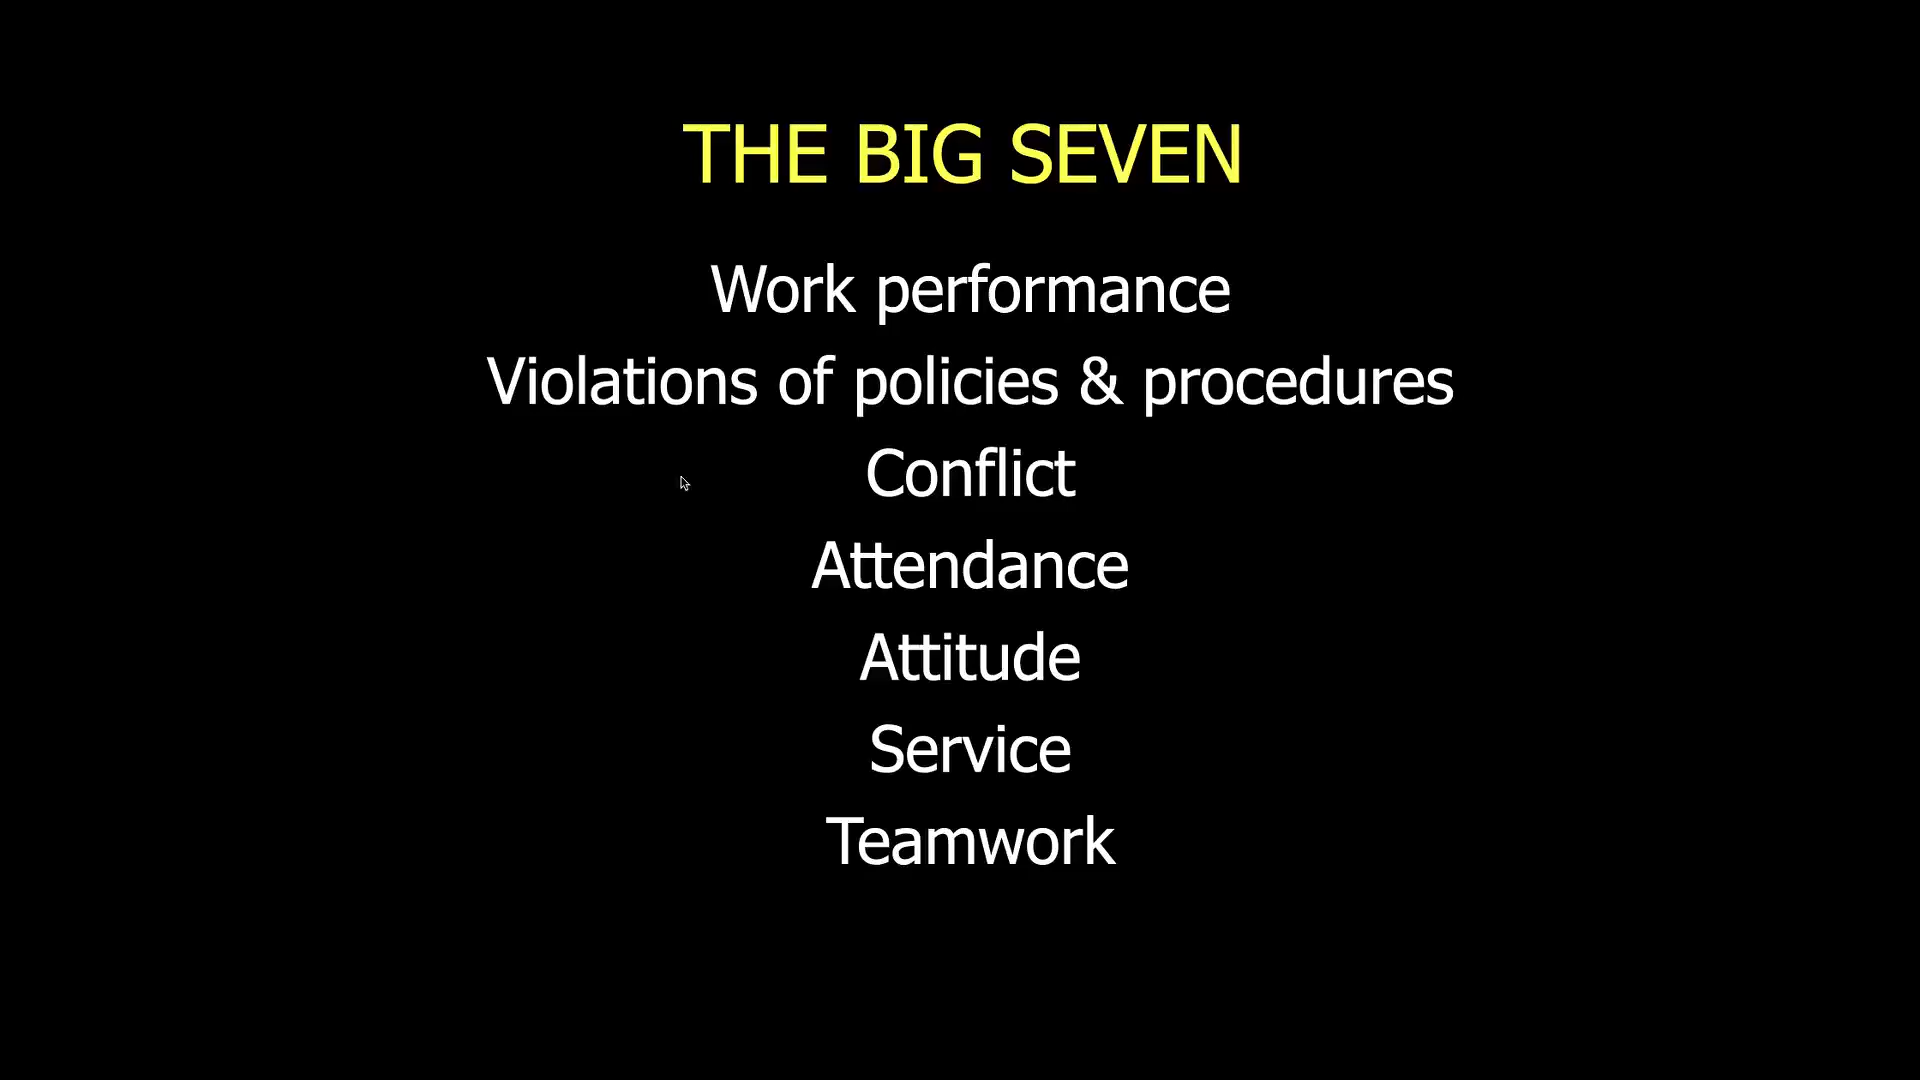 THE BIG SEVEN
Work performance
Violations of policies & procedures
Conflict
Attendance
Attitude
Service
Teamwork